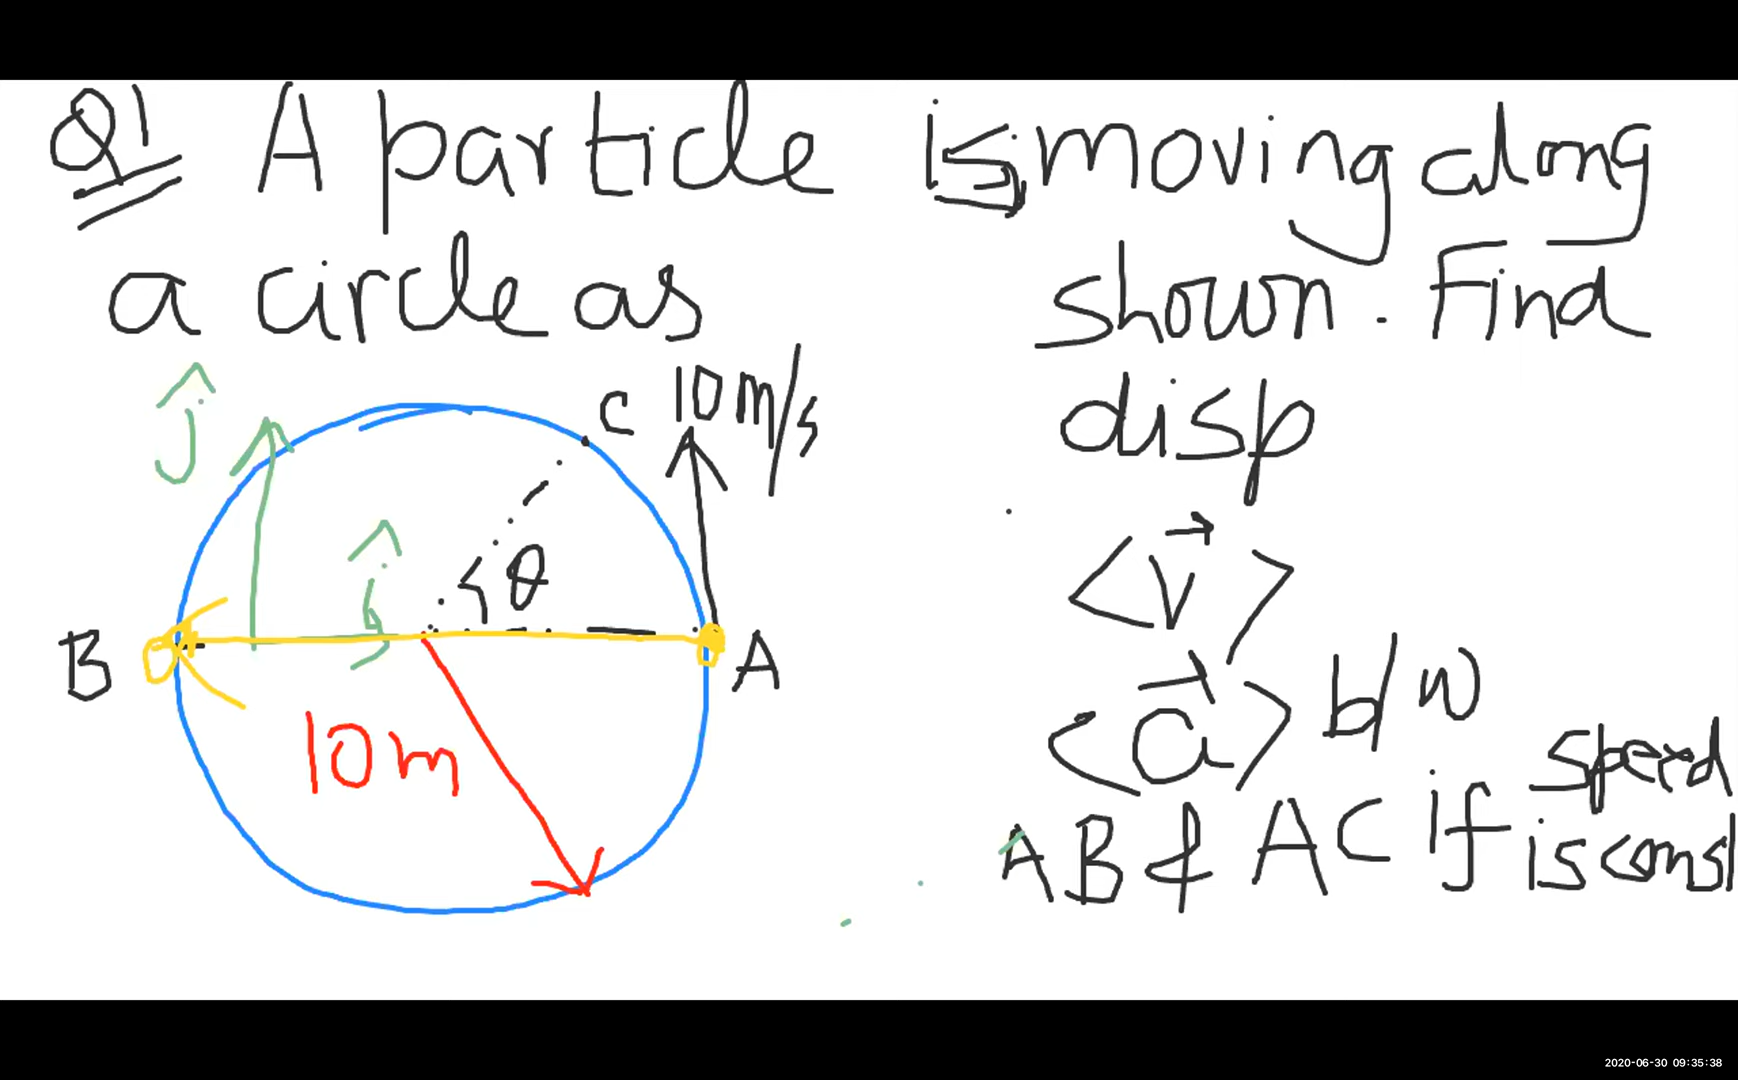 Q1 A particle is moving along
a circle as shown. Find
disp
<v⃗>
<a⃗> b/w
AB & AC if speed
is const
ĵ
î
C 10m/s
θ
B
A
10m
2020-06-30 09:35:38